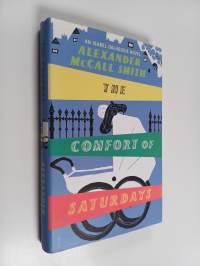 AN ISABEL DALHOUSIE NOVEL
ALEXANDER
McCALL SMITH
THE
COMFORT OF
SATURDAYS